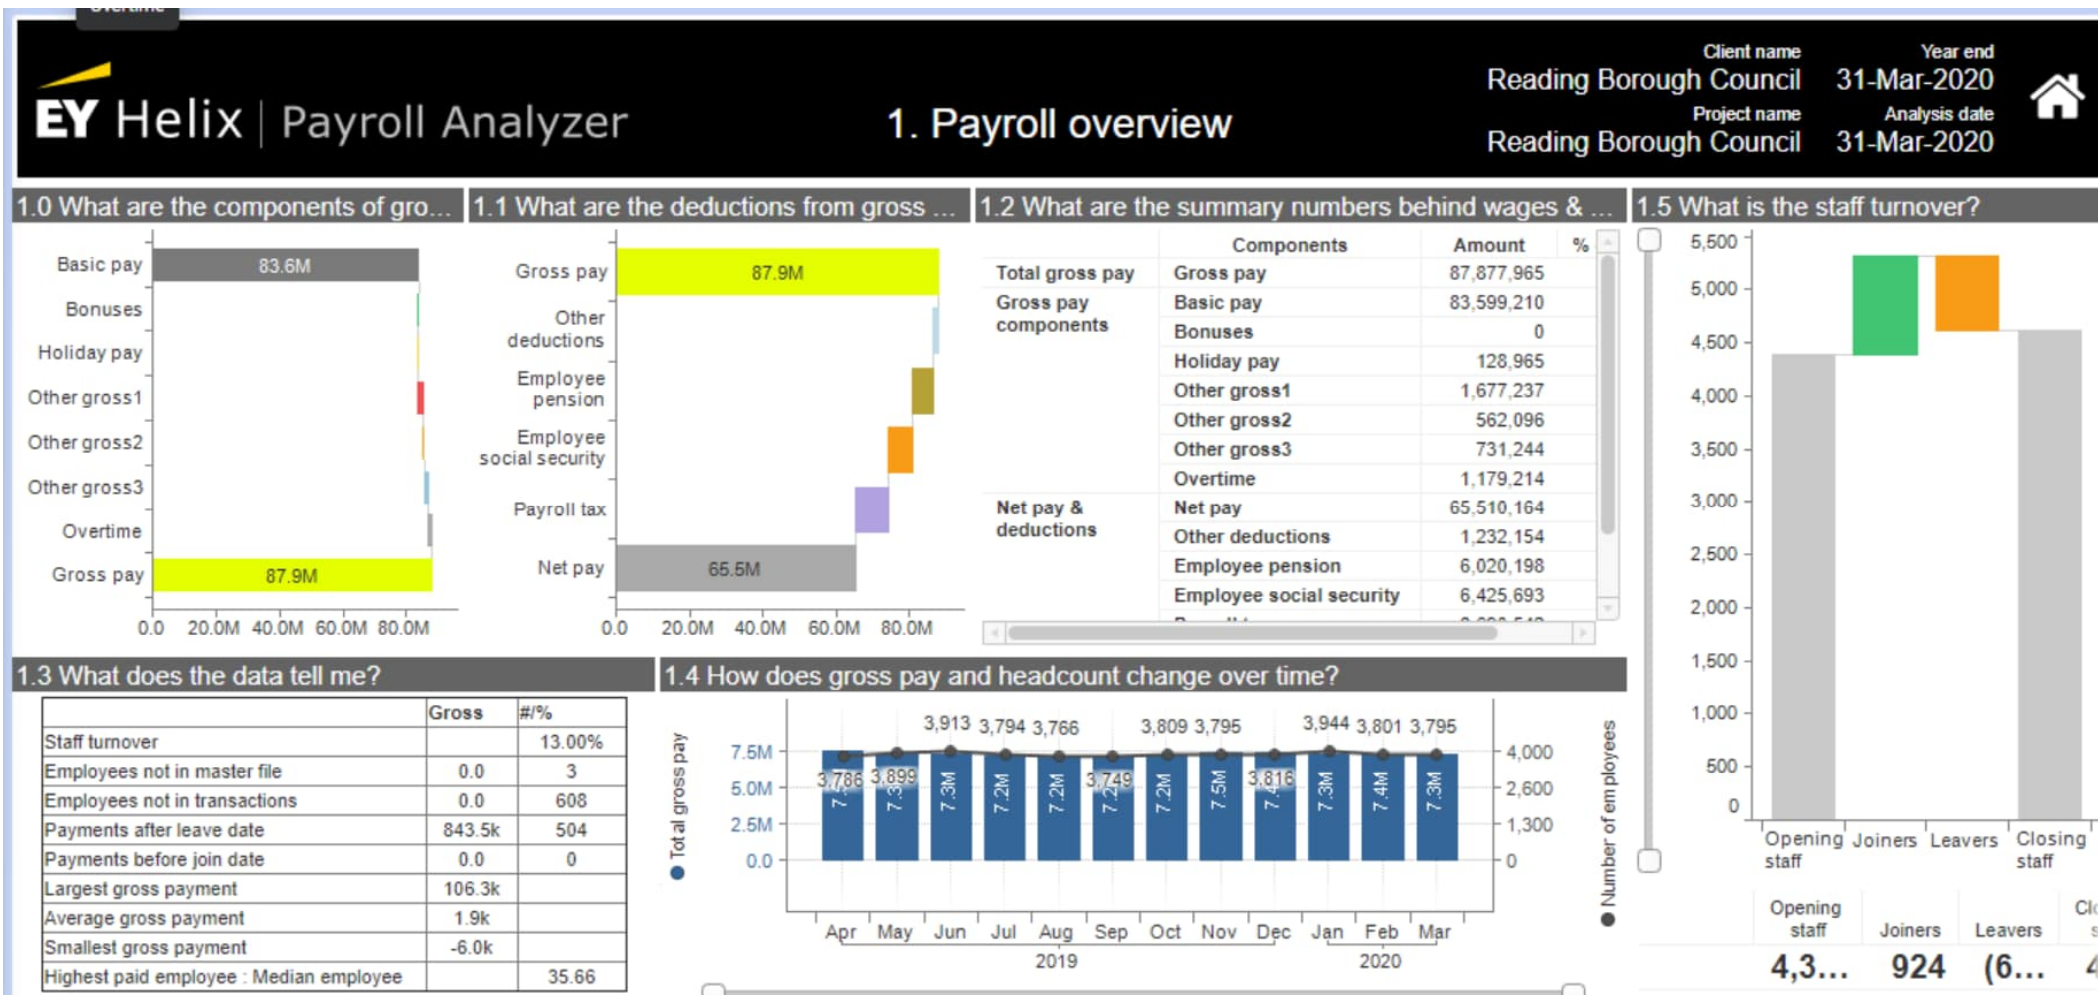 Overtime
EY Helix | Payroll Analyzer
1. Payroll overview
Client name
Reading Borough Council
Project name
Reading Borough Council
Year end
31-Mar-2020
Analysis date
31-Mar-2020
1.0 What are the components of gro...
Basic pay 83.6M
Bonuses
Holiday pay
Other gross1
Other gross2
Other gross3
Overtime
Gross pay 87.9M
0.0 20.0M 40.0M 60.0M 80.0M
1.1 What are the deductions from gross ...
Gross pay 87.9M
Other
deductions
Employee
pension
Employee
social security
Payroll tax
Net pay 65.5M
0.0 20.0M 40.0M 60.0M 80.0M
1.2 What are the summary numbers behind wages & ...
Components Amount %
Total gross pay Gross pay 87,877,965
Gross pay
components
Basic pay 83,599,210
Bonuses 0
Holiday pay 128,965
Other gross1 1,677,237
Other gross2 562,096
Other gross3 731,244
Overtime 1,179,214
Net pay &
deductions
Net pay 65,510,164
Other deductions 1,232,154
Employee pension 6,020,198
Employee social security 6,425,693
1.5 What is the staff turnover?
5,500
5,000
4,500
4,000
3,500
3,000
2,500
2,000
1,500
1,000
500
0
Opening
staff
Joiners
Leavers
Closing
staff
Opening
staff
Joiners
Leavers
4,3... 924 (6...
1.3 What does the data tell me?
Gross #/%
Staff turnover 13.00%
Employees not in master file 0.0 3
Employees not in transactions 0.0 608
Payments after leave date 843.5k 504
Payments before join date 0.0 0
Largest gross payment 106.3k
Average gross payment 1.9k
Smallest gross payment -6.0k
Highest paid employee : Median employee 35.66
1.4 How does gross pay and headcount change over time?
Total gross pay
7.5M
5.0M
2.5M
0.0
3,786 3,899 3,913 3,794 3,766 3,749 3,809 3,795 3,816 3,944 3,801 3,795
7.3M 7.2M 7.2M 7.2M 7.5M 7.3M 7.4M 7.3M
4,000
2,600
1,300
0
Number of employees
Apr May Jun Jul Aug Sep Oct Nov Dec Jan Feb Mar
2019 2020